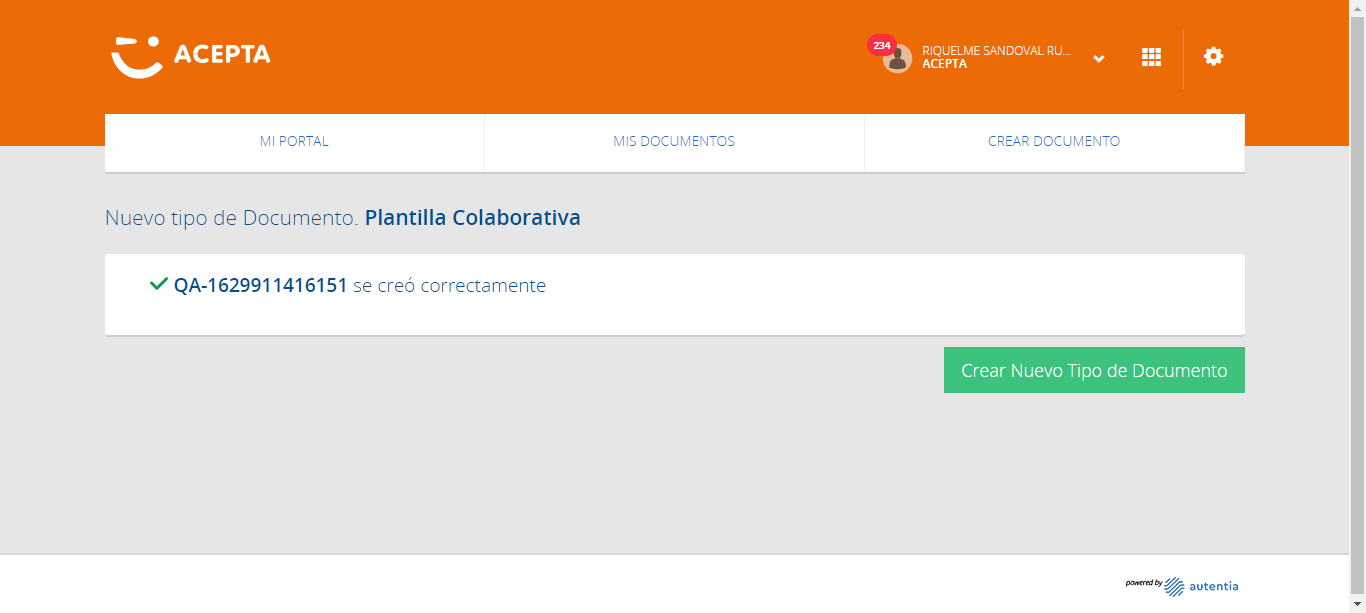 ACEPTA
234
RIQUELME SANDOVAL RU...
ACEPTA
MI PORTAL
MIS DOCUMENTOS
CREAR DOCUMENTO
Nuevo tipo de Documento. Plantilla Colaborativa
QA-1629911416151 se creó correctamente
Crear Nuevo Tipo de Documento
powered by autentia